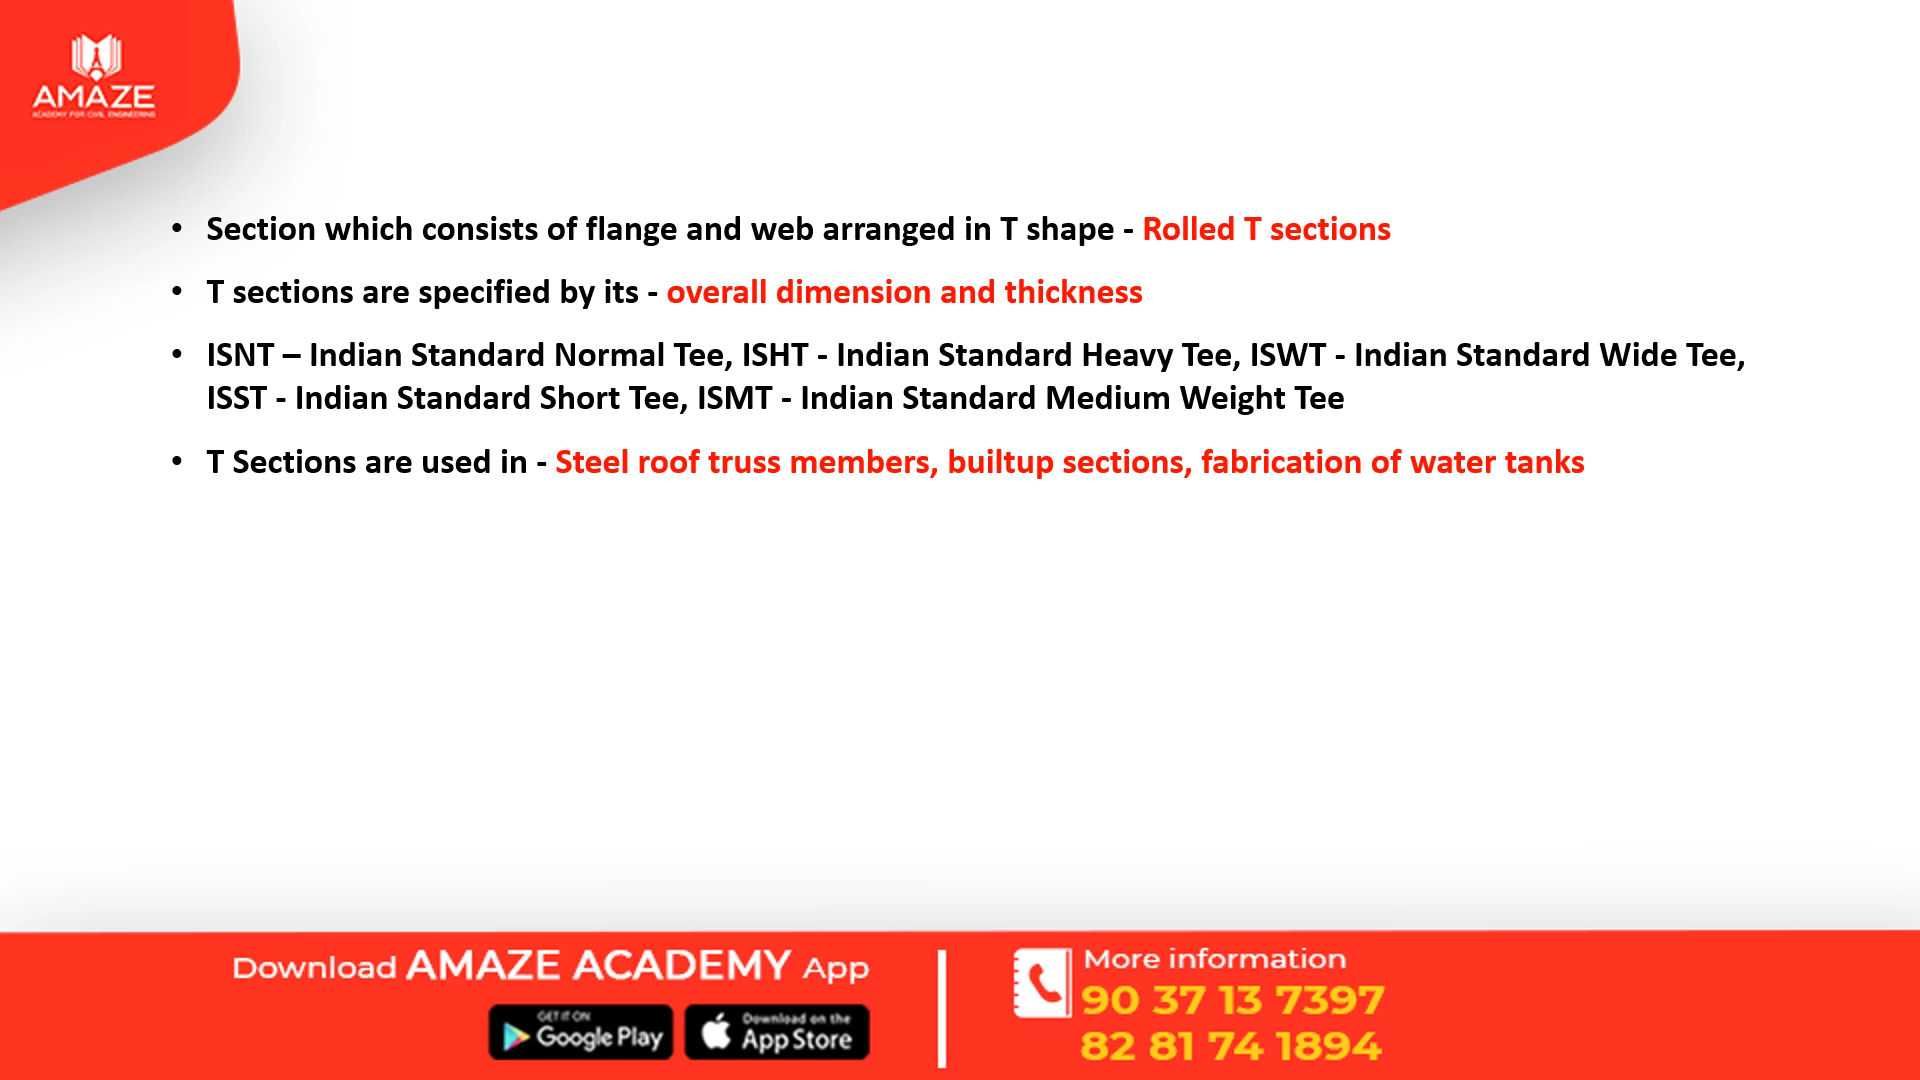 AMAZE
ACADEMY FOR CIVIL ENGINEERING
• Section which consists of flange and web arranged in T shape - Rolled T sections
• T sections are specified by its - overall dimension and thickness
• ISNT – Indian Standard Normal Tee, ISHT - Indian Standard Heavy Tee, ISWT - Indian Standard Wide Tee,
ISST - Indian Standard Short Tee, ISMT - Indian Standard Medium Weight Tee
• T Sections are used in - Steel roof truss members, builtup sections, fabrication of water tanks
Download AMAZE ACADEMY App
GET IT ON
Google Play
Download on the
App Store
More information
90 37 13 7397
82 81 74 1894